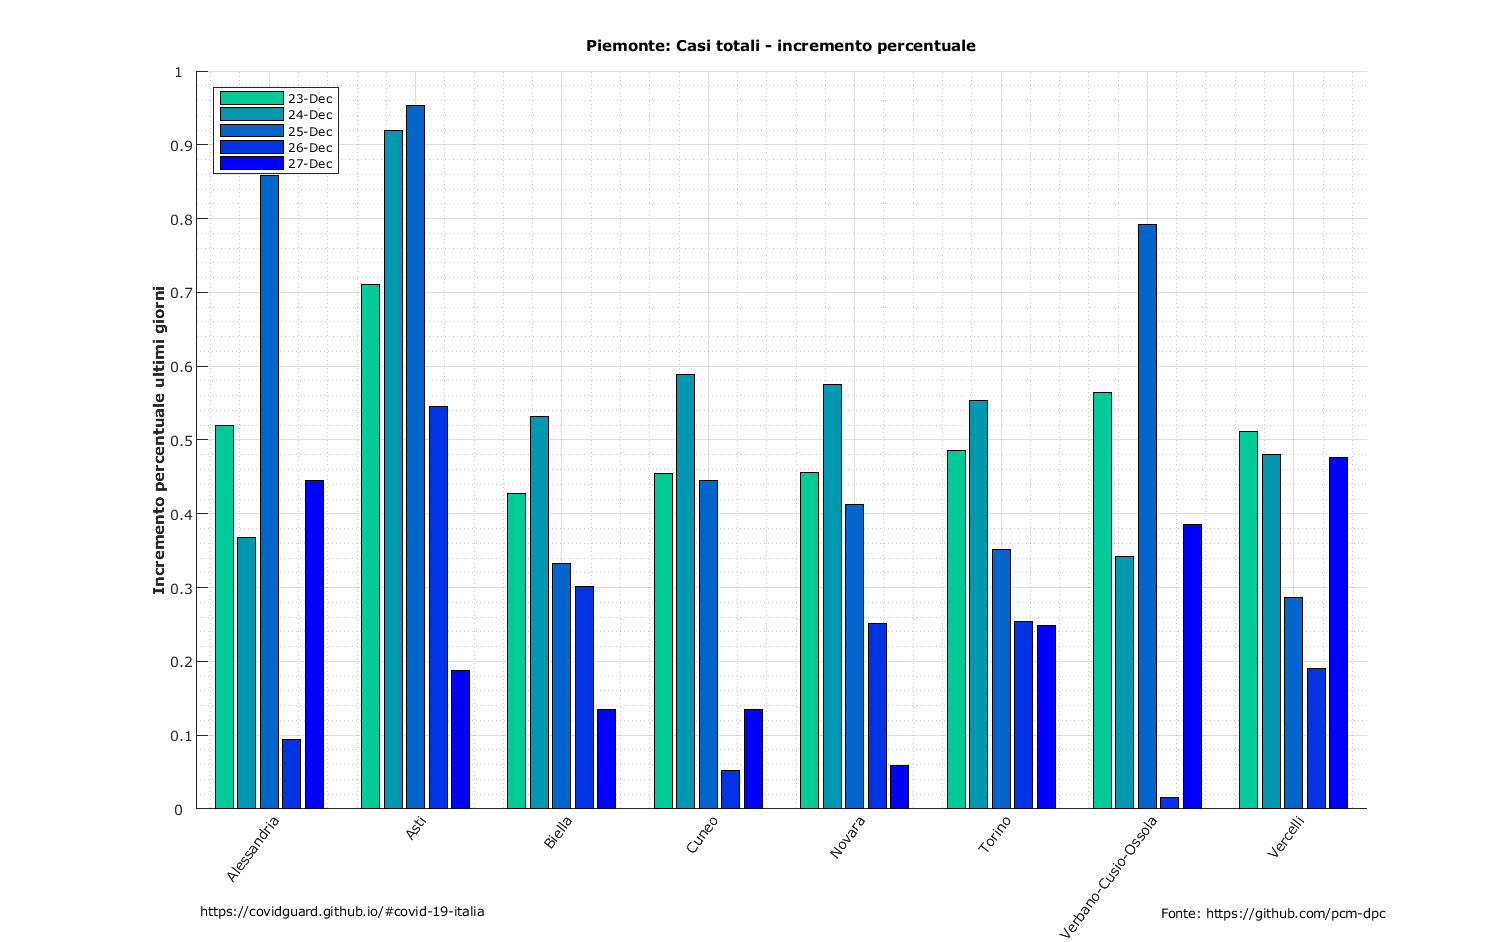 Piemonte: Casi totali - incremento percentuale
23-Dec
24-Dec
25-Dec
26-Dec
27-Dec
Incremento percentuale ultimi giorni
1
0.9
0.8
0.7
0.6
0.5
0.4
0.3
0.2
0.1
0
Alessandria
Asti
Biella
Cuneo
Novara
Torino
Verbano-Cusio-Ossola
Vercelli
https://covidguard.github.io/#covid-19-italia
Fonte: https://github.com/pcm-dpc